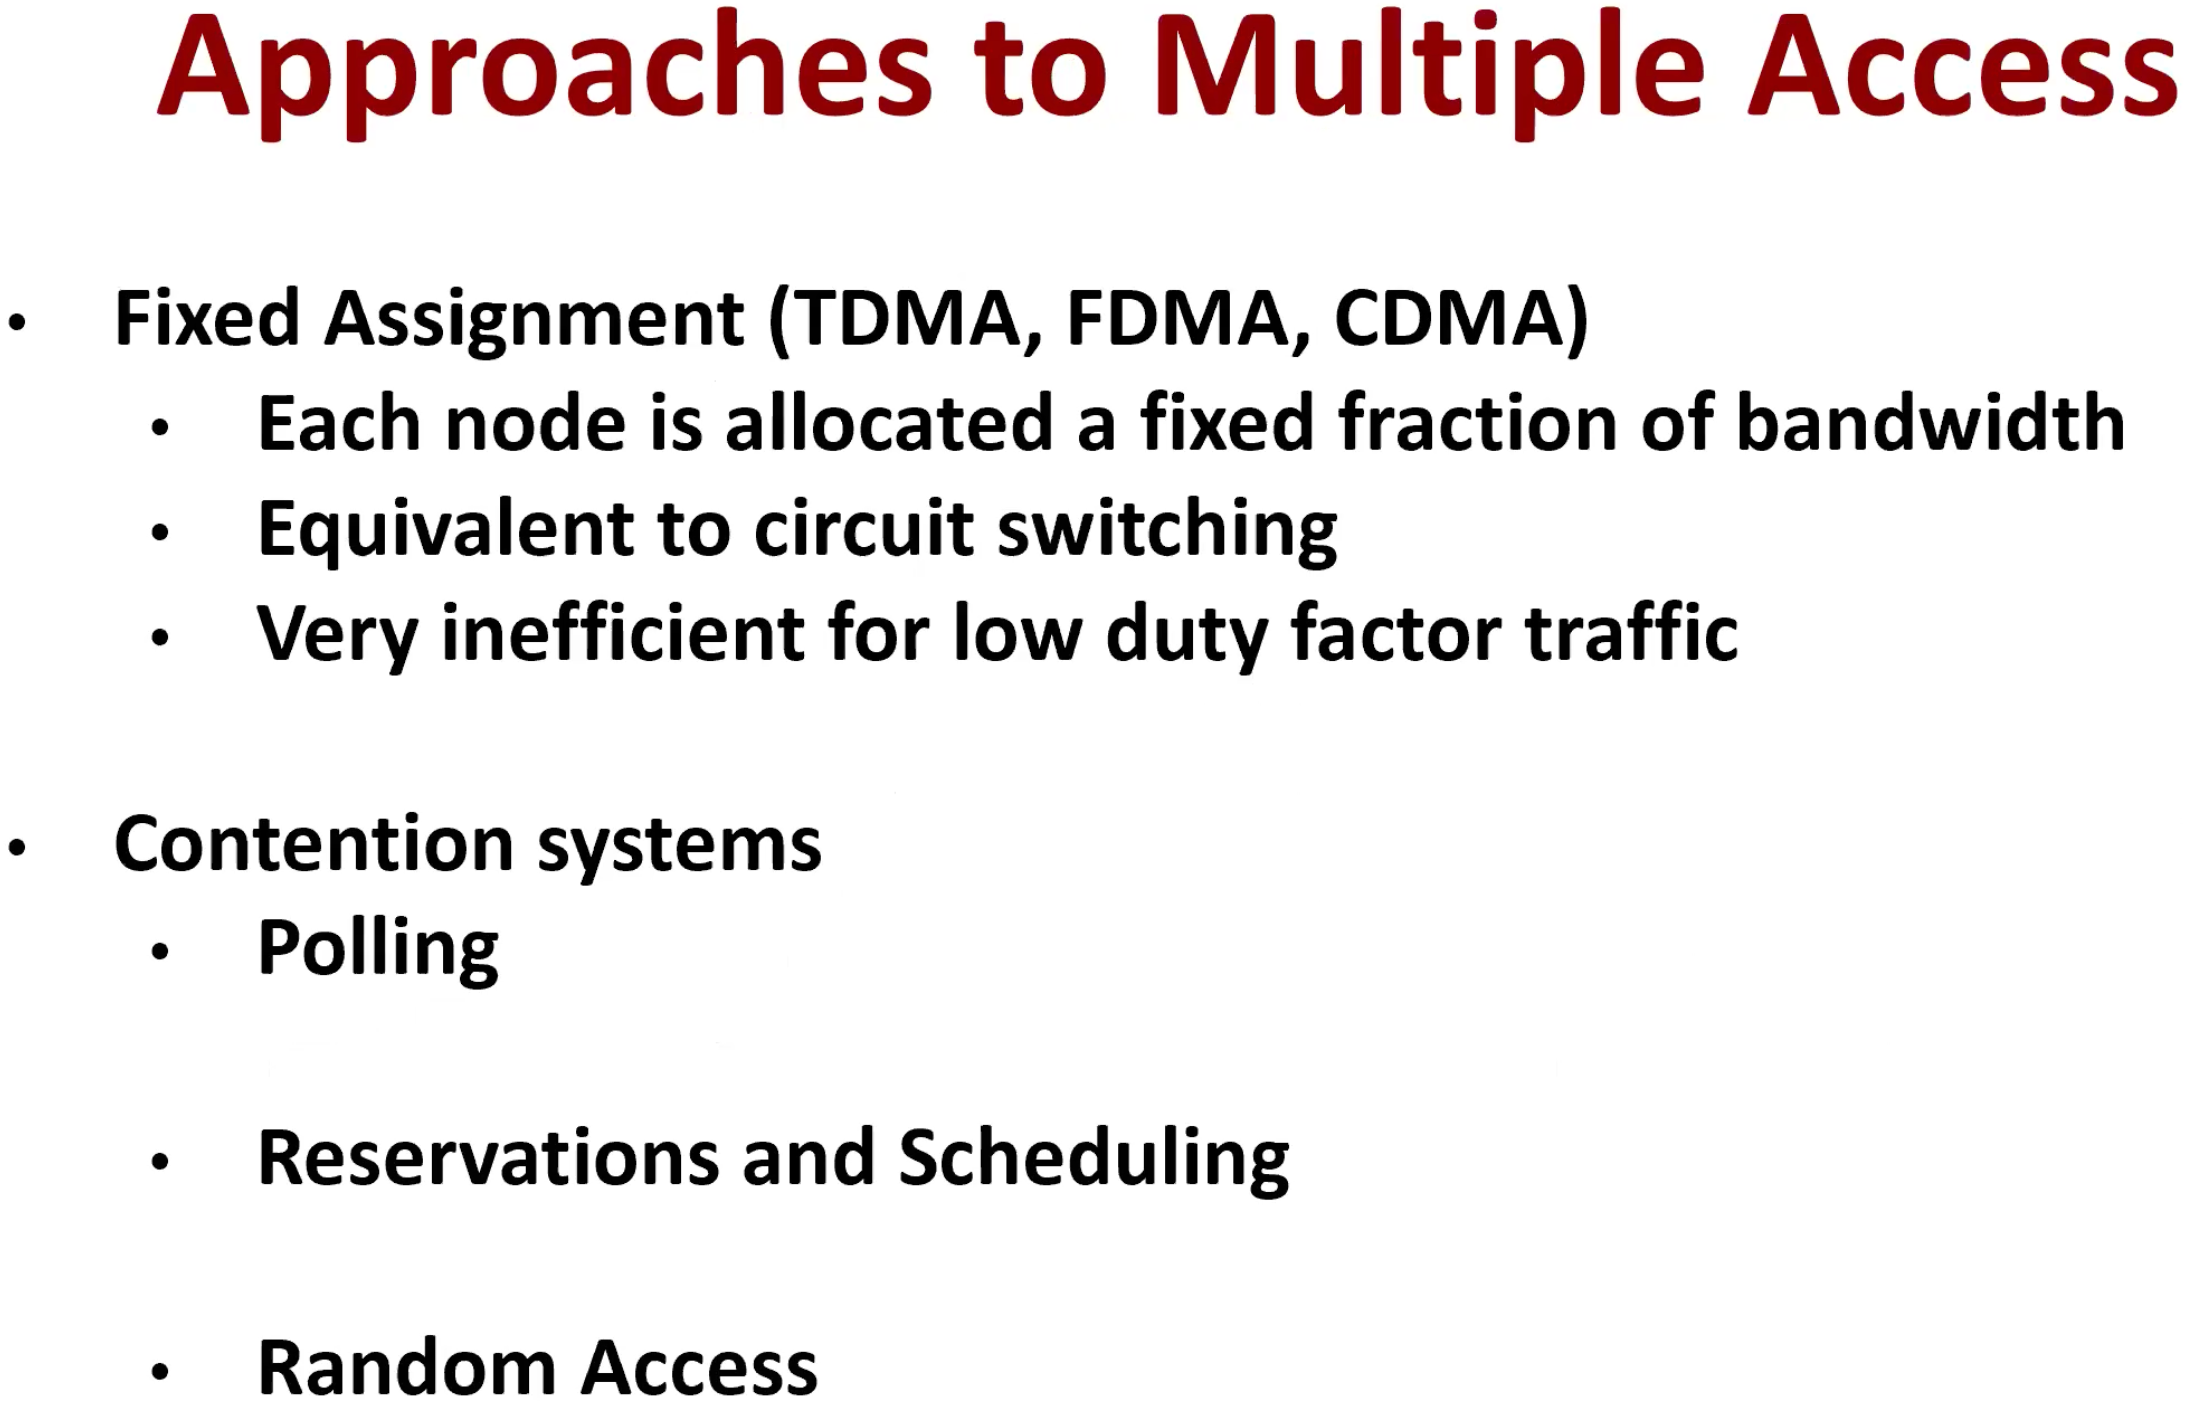 Approaches to Multiple Access
• Fixed Assignment (TDMA, FDMA, CDMA)
• Each node is allocated a fixed fraction of bandwidth
• Equivalent to circuit switching
• Very inefficient for low duty factor traffic
• Contention systems
• Polling
• Reservations and Scheduling
• Random Access